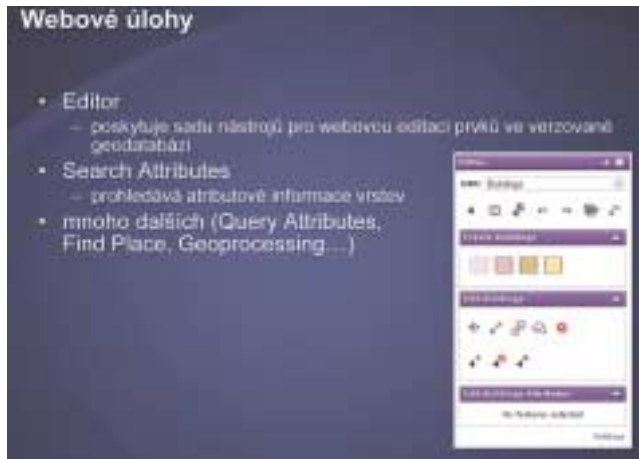 Webové úlohy
• Editor
– poskytuje sadu nástrojů pro webovou editaci prvků ve verzované
geodatabázi
• Search Attributes
– prohledává atributové informace vrstev
• mnoho dalších (Query Attributes,
Find Place, Geoprocessing…)
Buildings
No features selected
Settings